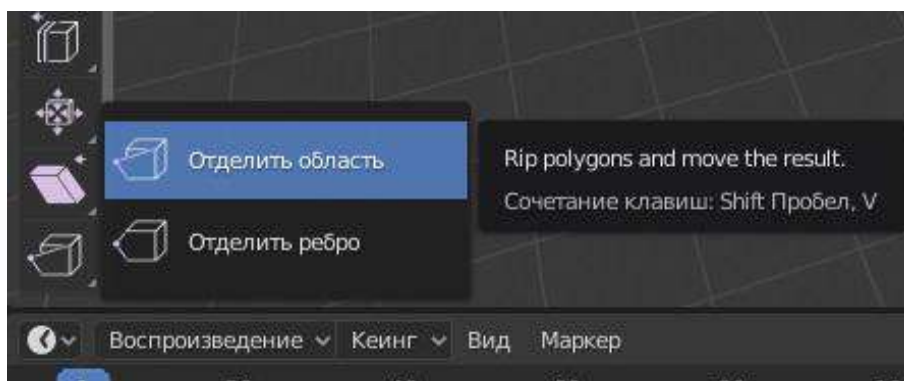 Отделить область
Rip polygons and move the result.
Сочетание клавиш: Shift Пробел, V
Отделить ребро
Воспроизведение Кеинг Вид Маркер